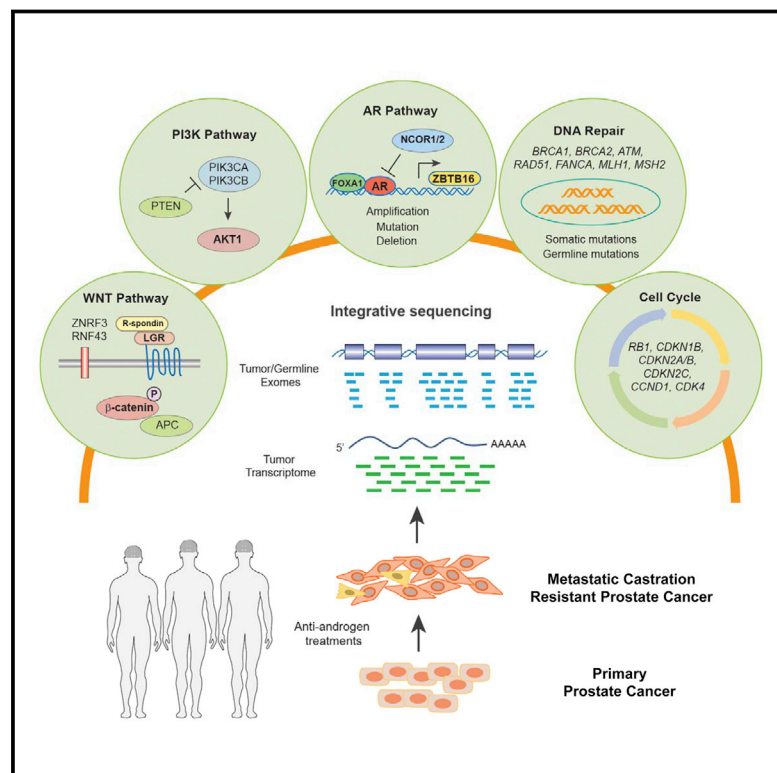 AR Pathway
NCOR1/2
FOXA1
AR
ZBTB16
Amplification
Mutation
Deletion
PI3K Pathway
PIK3CA
PIK3CB
PTEN
AKT1
DNA Repair
BRCA1, BRCA2, ATM,
RAD51, FANCA, MLH1, MSH2
Somatic mutations
Germline mutations
WNT Pathway
ZNRF3
RNF43
R-spondin
LGR
P
β-catenin
APC
Cell Cycle
RB1, CDKN1B,
CDKN2A/B,
CDKN2C,
CCND1, CDK4
Integrative sequencing
Tumor/Germline
Exomes
Tumor
Transcriptome
5'
AAAAA
Metastatic Castration
Resistant Prostate Cancer
Anti-androgen
treatments
Primary
Prostate Cancer